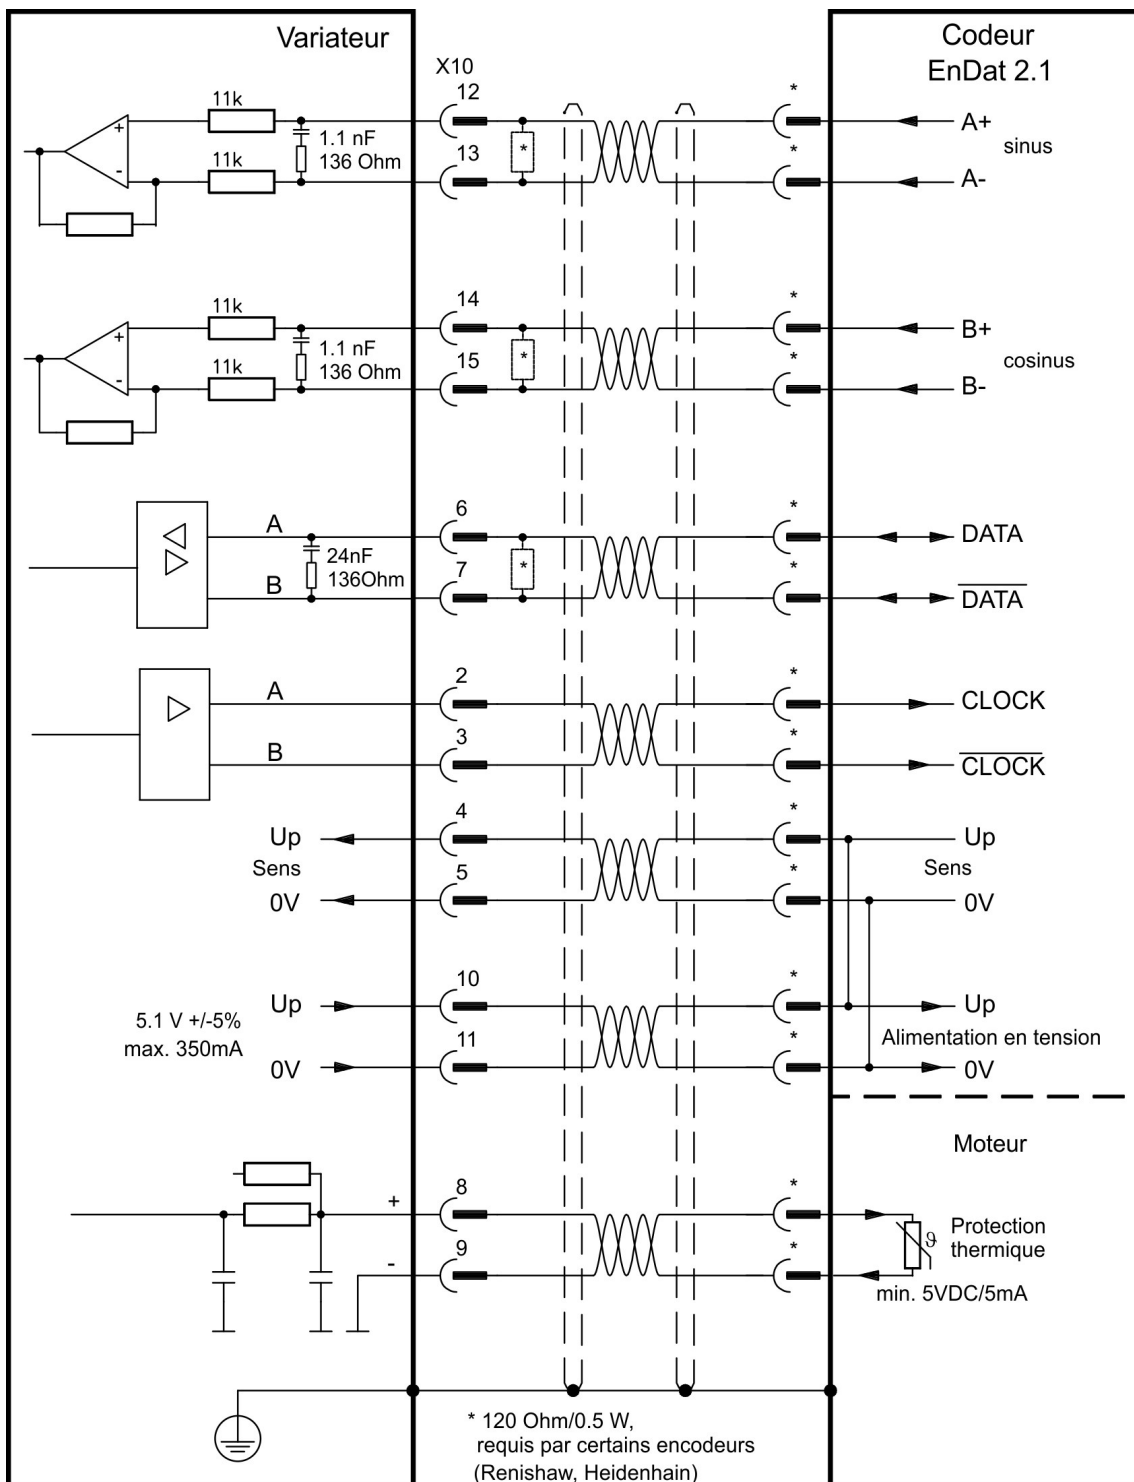 Variateur
Codeur
EnDat 2.1
X10
12
*
11k
+
1.1 nF
136 Ohm
*
A+
sinus
13
*
11k
-
A-
14
*
11k
+
1.1 nF
136 Ohm
*
B+
cosinus
15
*
11k
-
B-
6
*
A
24nF
136Ohm
*
DATA
7
*
B
DATA
2
*
A
CLOCK
3
*
B
CLOCK
4
*
Up
Up
Sens
Sens
5
*
0V
0V
10
*
Up
Up
5.1 V +/-5%
max. 350mA
Alimentation en tension
11
*
0V
0V
Moteur
8
*
+
Protection
thermique
ϑ
9
*
-
min. 5VDC/5mA
* 120 Ohm/0.5 W,
requis par certains encodeurs
(Renishaw, Heidenhain)